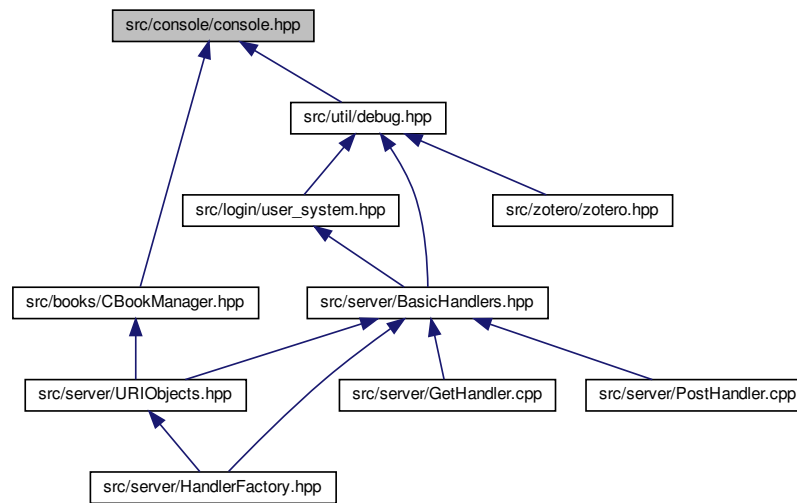 src/console/console.hpp
src/util/debug.hpp
src/login/user_system.hpp
src/zotero/zotero.hpp
src/books/CBookManager.hpp
src/server/BasicHandlers.hpp
src/server/URIObjects.hpp
src/server/GetHandler.cpp
src/server/PostHandler.cpp
src/server/HandlerFactory.hpp